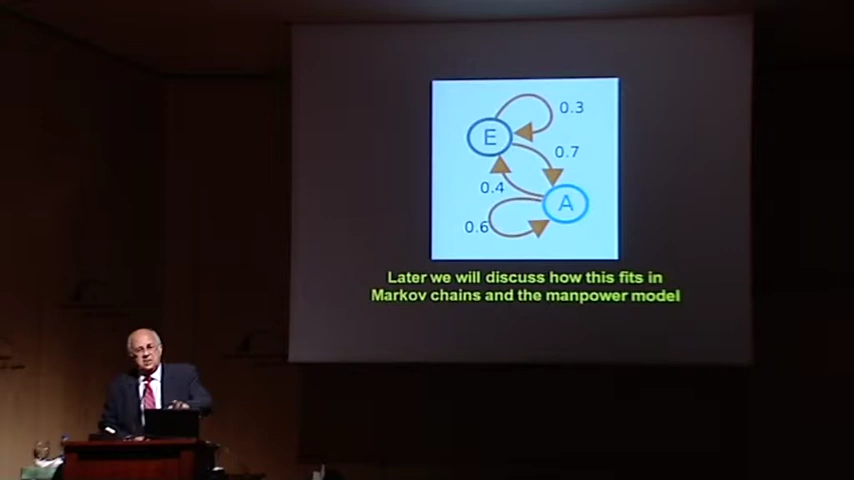 0.3
E
0.7
0.4
A
0.6
Later we will discuss how this fits in
Markov chains and the manpower model